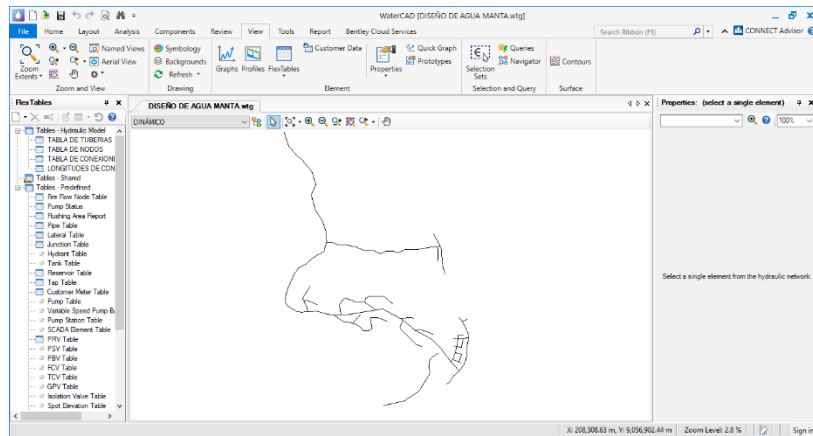 WaterCAD [DISEÑO DE AGUA MANTA.wtg]
File Home Layout Analysis Components Review View Tools Report Bentley Cloud Services
Search Ribbon (F3)
CONNECT Advisor
Zoom Extents
Named Views
Aerial View
Zoom and View
Symbology
Backgrounds
Refresh
Drawing
Graphs Profiles FlexTables
Customer Data
Properties
Quick Graph
Prototypes
Element
Selection Sets
Queries
Navigator
Selection and Query
Contours
Surface
FlexTables
Tables - Hydraulic Model
TABLA DE TUBERIAS
TABLA DE NODOS
TABLA DE CONEXIONI
LONGITUDES DE CON
Tables - Shared
Tables - Predefined
Fire Flow Node Table
Pump Status
Flushing Area Report
Pipe Table
Lateral Table
Junction Table
Hydrant Table
Tank Table
Reservoir Table
Tap Table
Customer Meter Table
Pump Table
Variable Speed Pump B
Pump Station Table
SCADA Element Table
PRV Table
PSV Table
PBV Table
FCV Table
TCV Table
GPV Table
Isolation Valve Table
Spot Elevation Table
DISEÑO DE AGUA MANTA.wtg
DINÁMICO
Properties: (select a single element)
100%
Select a single element from the hydraulic network.
X: 208,308.63 m, Y: 9,056,902.44 m
Zoom Level: 2.8 %
Sign in